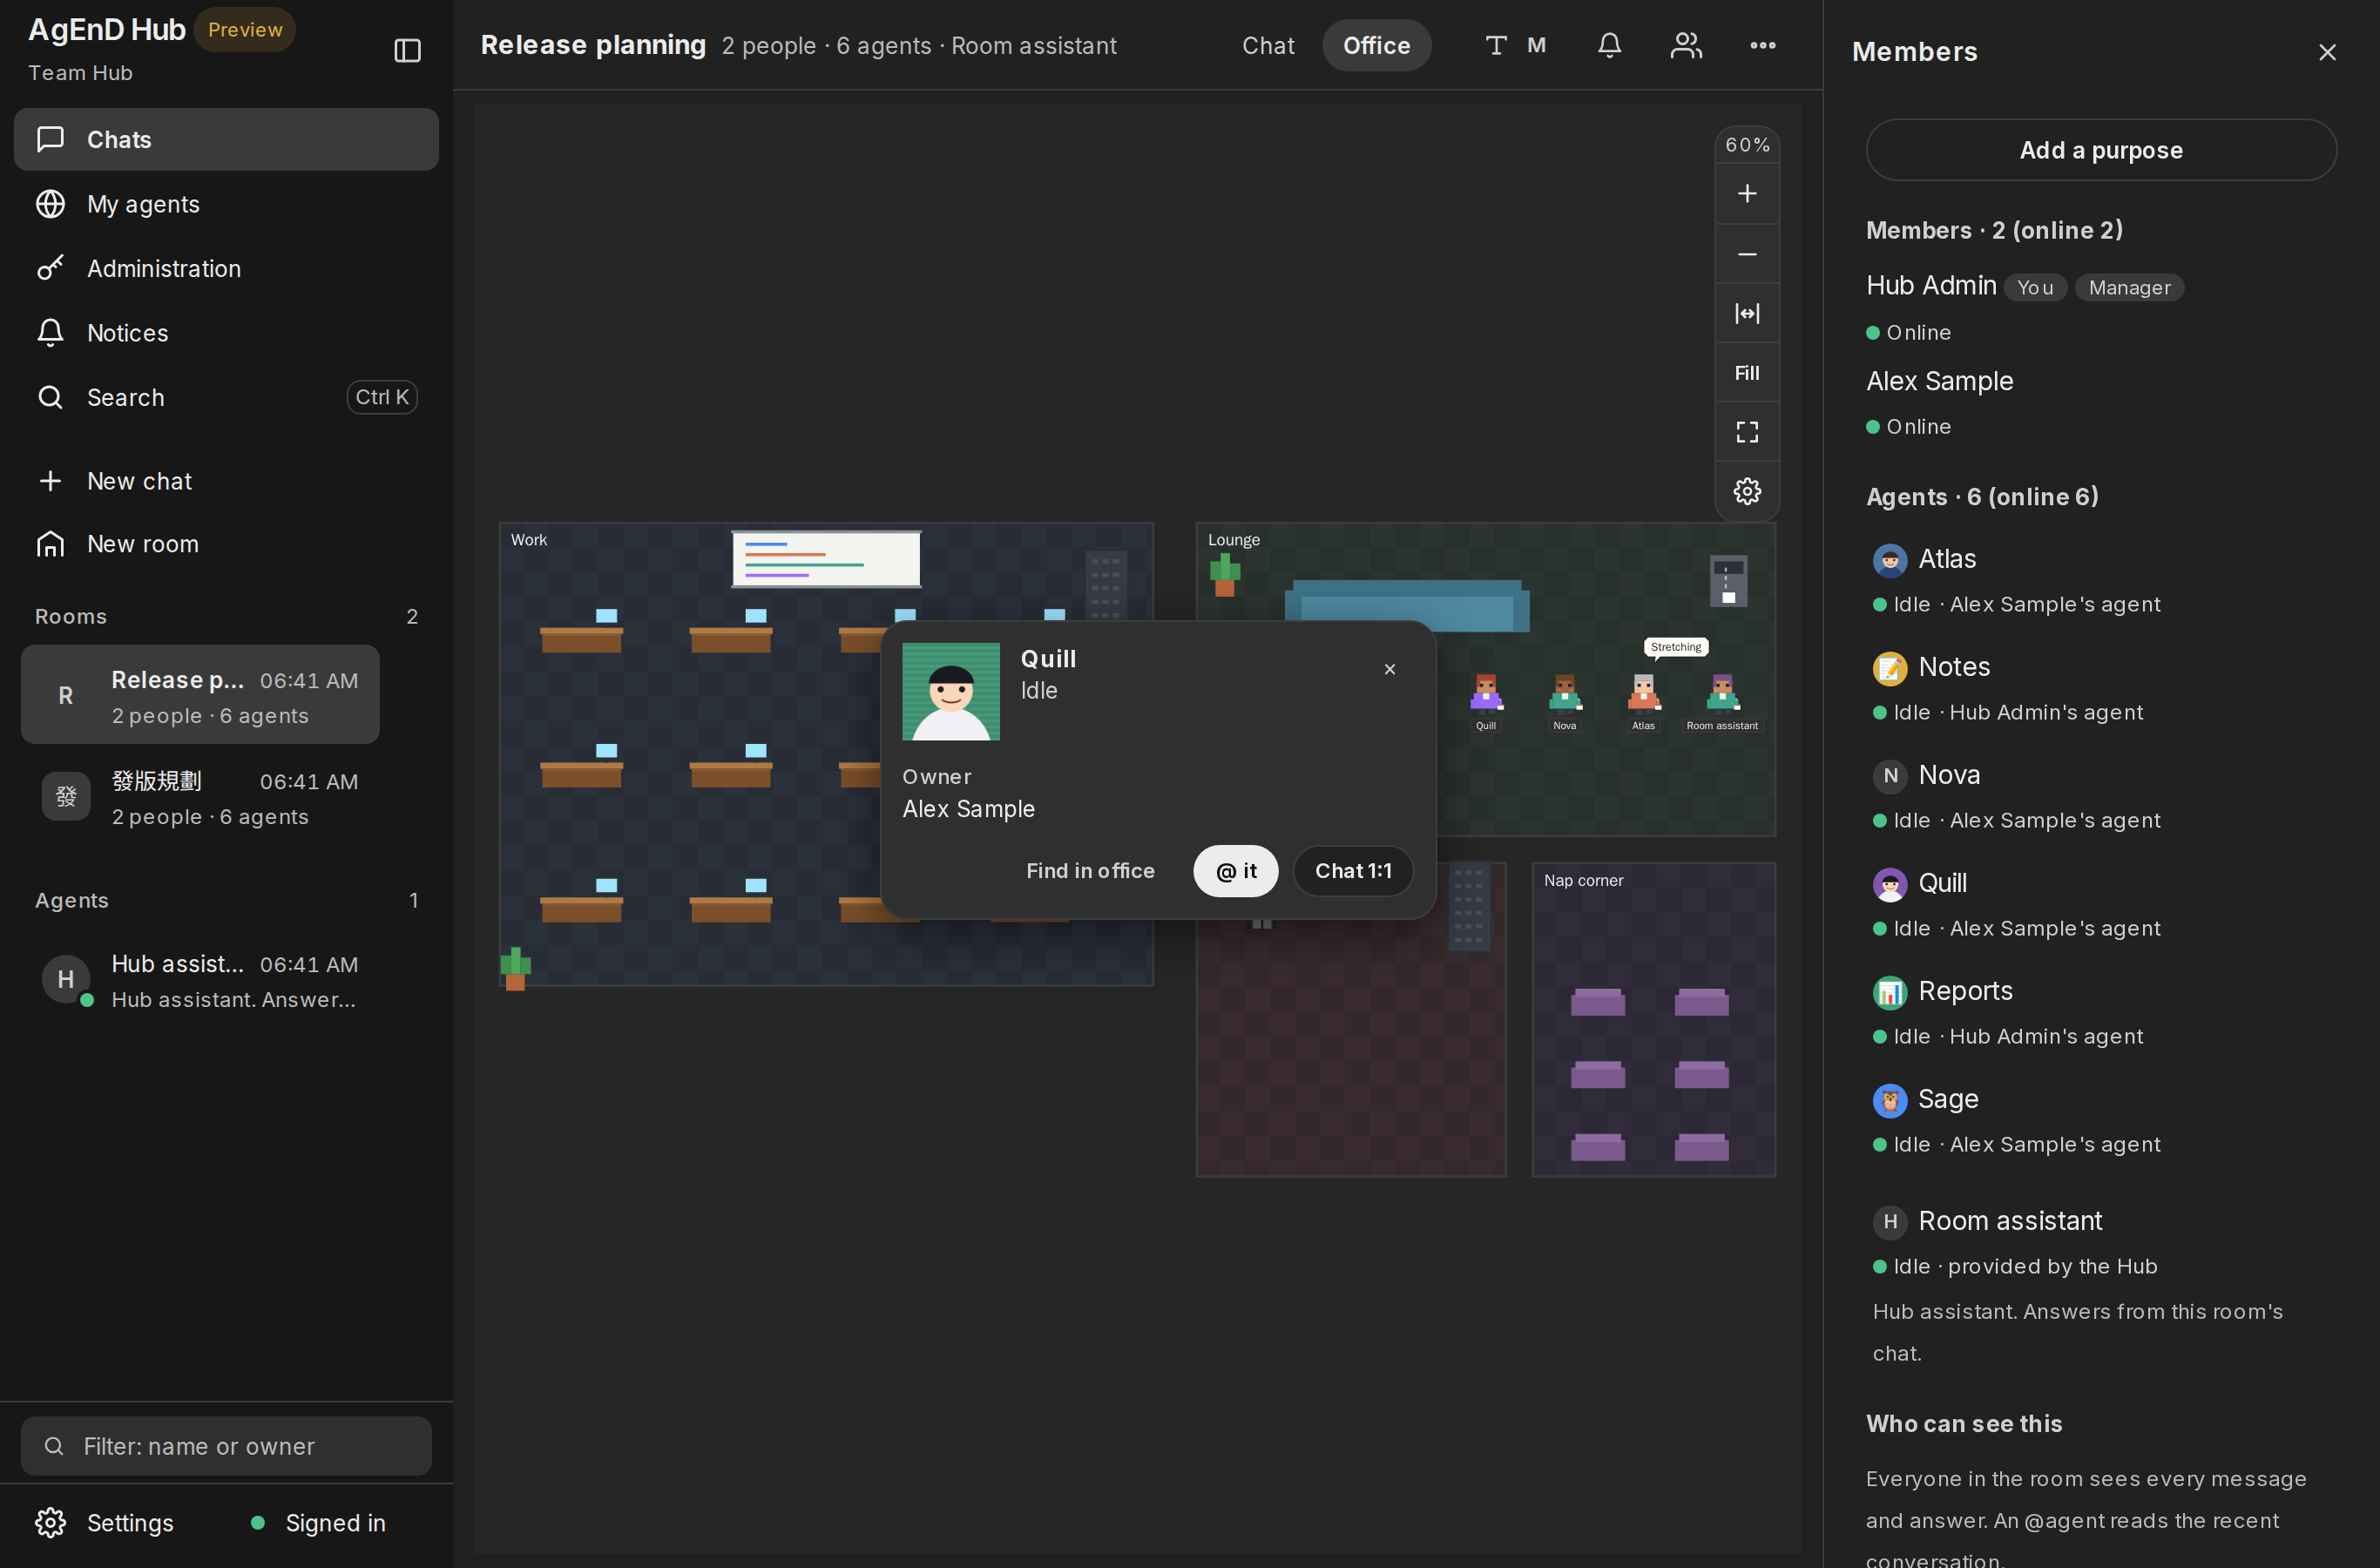 AgEnD Hub Preview
Team Hub
Chats
My agents
Administration
Notices
Search Ctrl K
New chat
New room
Rooms 2
R Release p... 06:41 AM
2 people · 6 agents
發 發版規劃 06:41 AM
2 people · 6 agents
Agents 1
H Hub assist... 06:41 AM
Hub assistant. Answer...
Filter: name or owner
Settings Signed in
Release planning 2 people · 6 agents · Room assistant
Chat Office T M
60%
Fill
Work
Lounge
Stretching
Quill Nova Atlas Room assistant
Nap corner
Quill
Idle
×
Owner
Alex Sample
Find in office @ it Chat 1:1
Members
Add a purpose
Members · 2 (online 2)
Hub Admin You Manager
Online
Alex Sample
Online
Agents · 6 (online 6)
Atlas
Idle · Alex Sample's agent
Notes
Idle · Hub Admin's agent
N Nova
Idle · Alex Sample's agent
Quill
Idle · Alex Sample's agent
Reports
Idle · Hub Admin's agent
Sage
Idle · Alex Sample's agent
H Room assistant
Idle · provided by the Hub
Hub assistant. Answers from this room's
chat.
Who can see this
Everyone in the room sees every message
and answer. An @agent reads the recent
conversation.